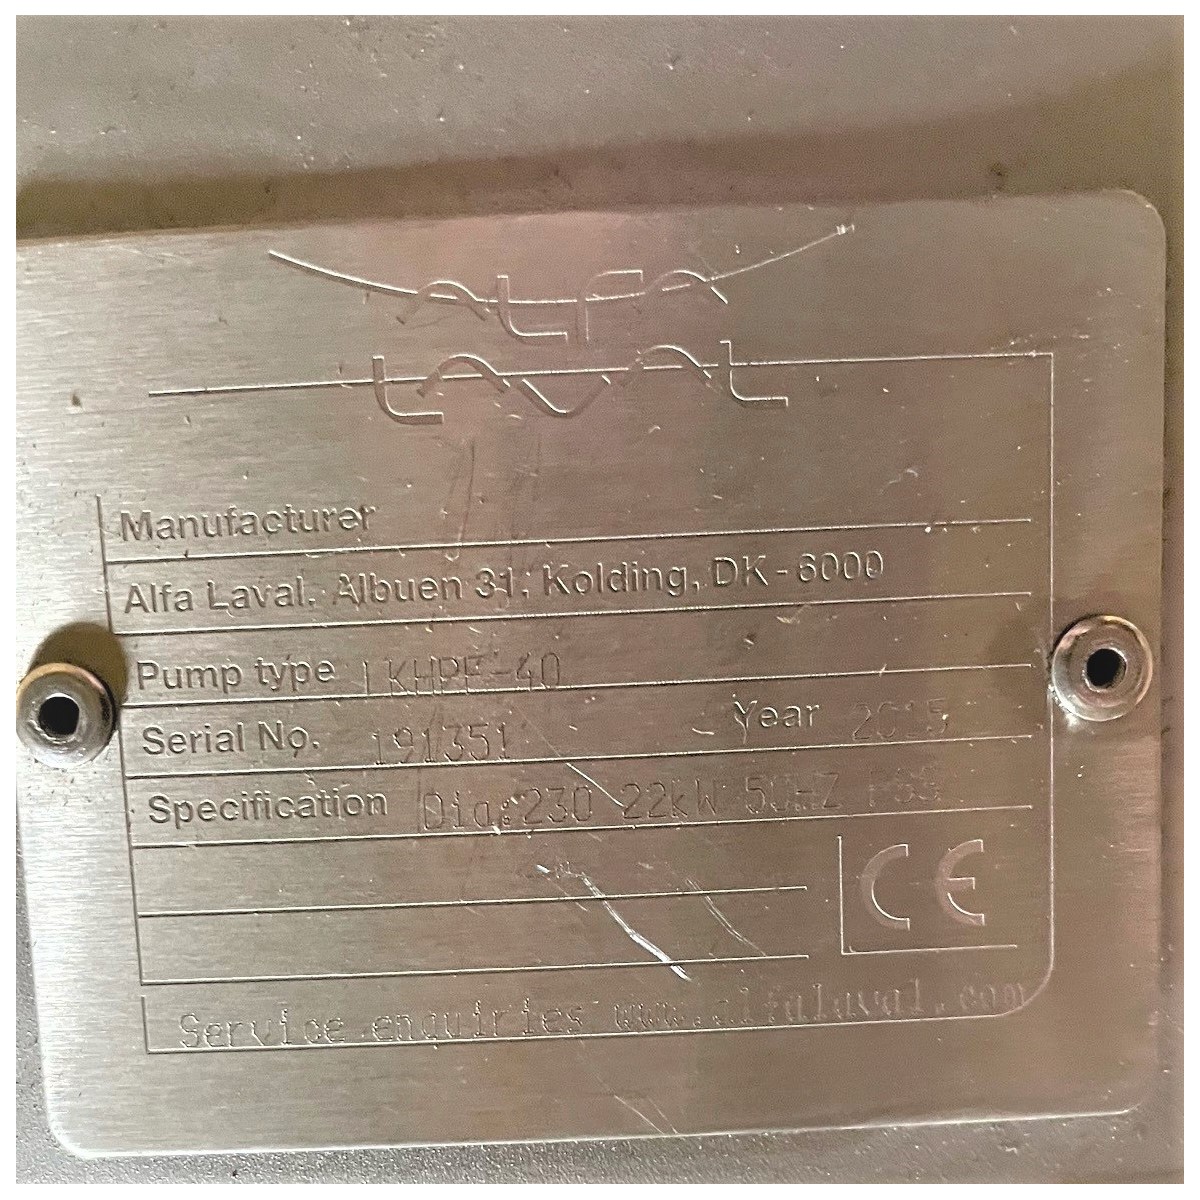 ALFA
LAVAL
Manufacturer
Alfa Laval, Albuen 31, Kolding, DK-6000
Pump type LKHPF-40
Serial No. 191351 Year 2015
Specification Dia:230 22kW 50HZ
CE
Service enquiries www.alfalaval.com